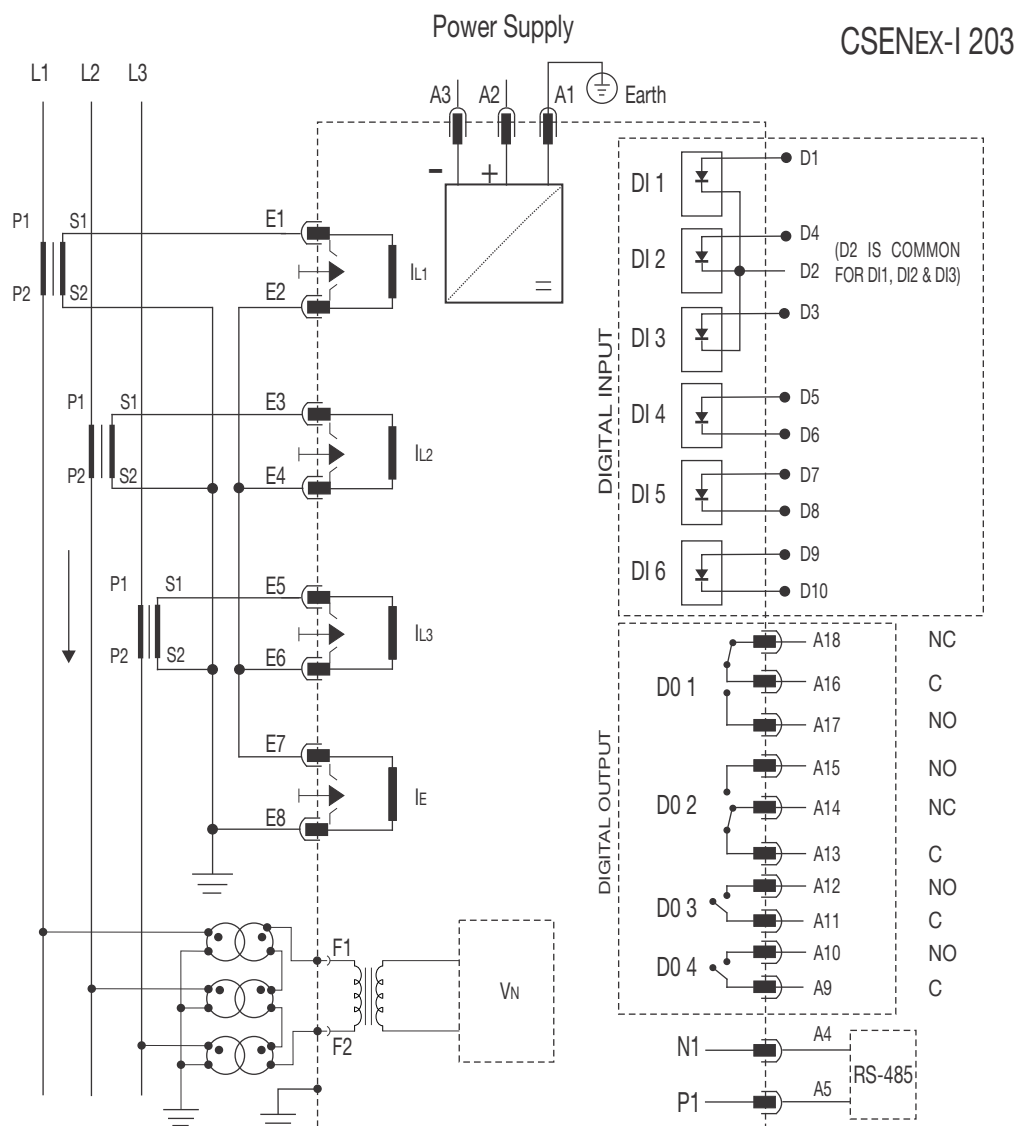 Power Supply
CSENEX-I 203
L1 L2 L3
A3 A2 A1 Earth
- +
P1 S1 E1
IL1
P2 S2 E2
P1 S1 E3
IL2
P2 S2 E4
P1 S1 E5
IL3
P2 S2 E6
E7
IE
E8
F1
VN
F2
DIGITAL INPUT
DI 1 D1
DI 2 D4
D2 (D2 IS COMMON
FOR DI1, DI2 & DI3)
DI 3 D3
DI 4 D5
D6
DI 5 D7
D8
DI 6 D9
D10
DIGITAL OUTPUT
A18 NC
D0 1 A16 C
A17 NO
A15 NO
D0 2 A14 NC
A13 C
A12 NO
D0 3 A11 C
A10 NO
D0 4 A9 C
N1 A4
RS-485
P1 A5